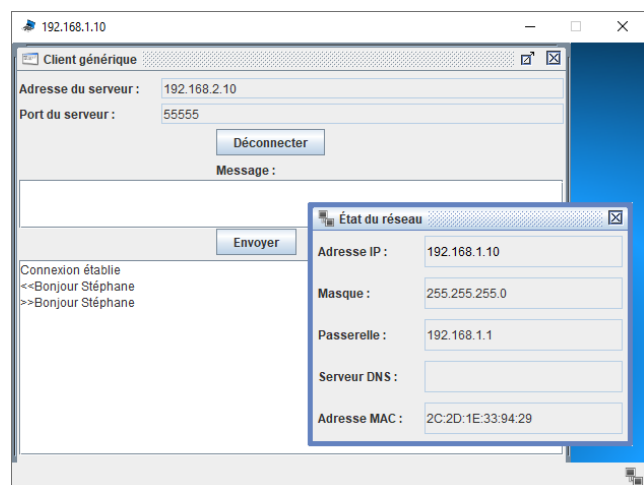 192.168.1.10
Client générique
Adresse du serveur : 192.168.2.10
Port du serveur : 55555
Déconnecter
Message :
Envoyer
Connexion établie
<<Bonjour Stéphane
>>Bonjour Stéphane
État du réseau
Adresse IP : 192.168.1.10
Masque : 255.255.255.0
Passerelle : 192.168.1.1
Serveur DNS :
Adresse MAC : 2C:2D:1E:33:94:29